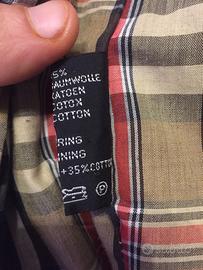 5%
BAUMWOLLE
KATOEN
COTON
COTTON
RING
INING
+35%COTTO
P